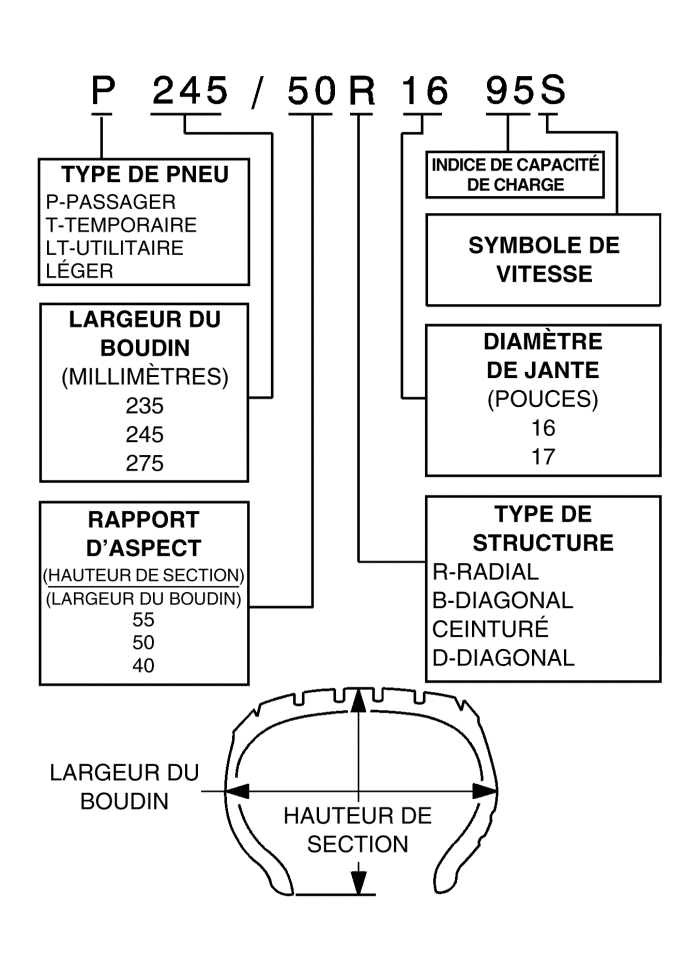 P 245 / 50 R 16 95S
TYPE DE PNEU
P-PASSAGER
T-TEMPORAIRE
LT-UTILITAIRE
LÉGER
LARGEUR DU
BOUDIN
(MILLIMÈTRES)
235
245
275
RAPPORT
D'ASPECT
(HAUTEUR DE SECTION)
(LARGEUR DU BOUDIN)
55
50
40
INDICE DE CAPACITÉ
DE CHARGE
SYMBOLE DE
VITESSE
DIAMÈTRE
DE JANTE
(POUCES)
16
17
TYPE DE
STRUCTURE
R-RADIAL
B-DIAGONAL
CEINTURÉ
D-DIAGONAL
LARGEUR DU
BOUDIN
HAUTEUR DE
SECTION